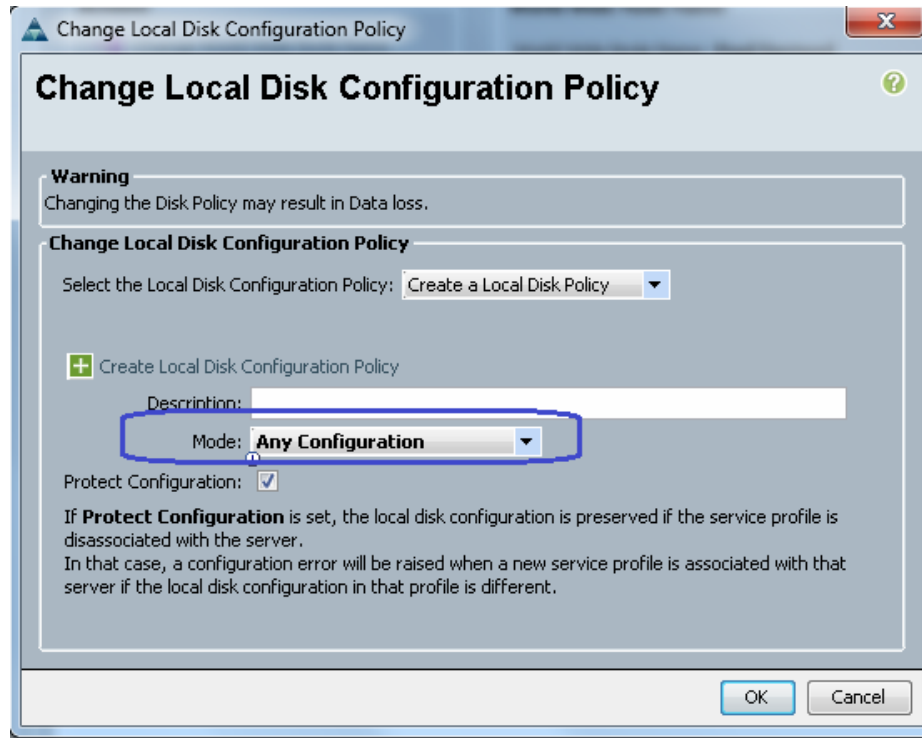 Change Local Disk Configuration Policy
Change Local Disk Configuration Policy
Warning
Changing the Disk Policy may result in Data loss.
Change Local Disk Configuration Policy
Select the Local Disk Configuration Policy: Create a Local Disk Policy
Create Local Disk Configuration Policy
Description:
Mode: Any Configuration
Protect Configuration:
If Protect Configuration is set, the local disk configuration is preserved if the service profile is
disassociated with the server.
In that case, a configuration error will be raised when a new service profile is associated with that
server if the local disk configuration in that profile is different.
OK Cancel